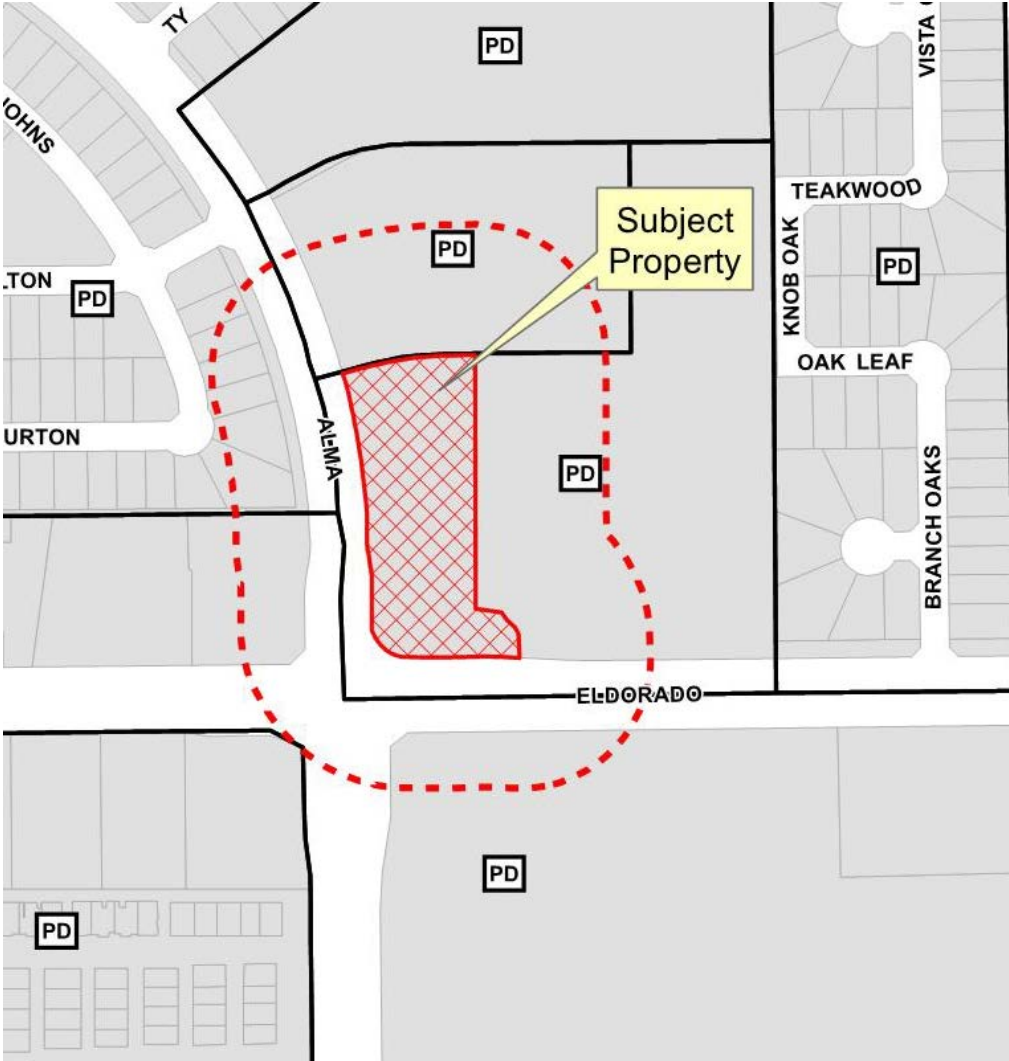 TY
PD
VISTA
JOHNS
TEAKWOOD
Subject
Property
PD
PD
LTON
PD
KNOB OAK
OAK LEAF
ALMA
URTON
PD
BRANCH OAKS
ELDORADO
PD
PD